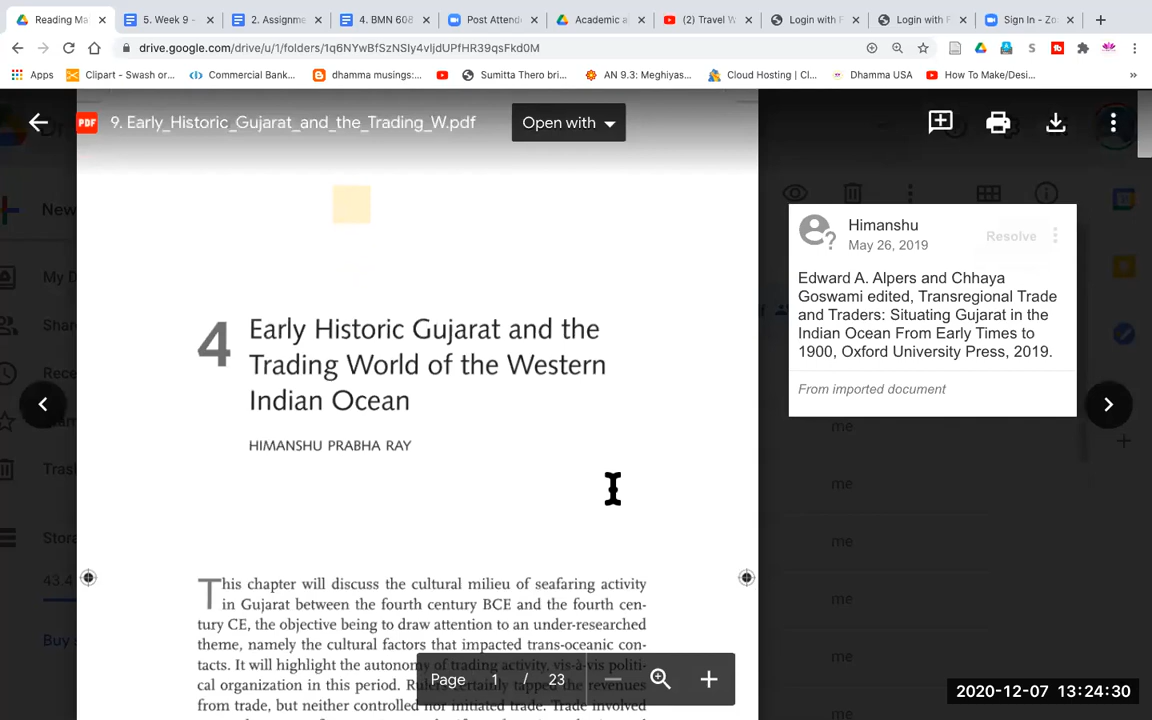 Reading Ma
5. Week 9 -
2. Assignme
4. BMN 608
Post Attend
Academic a
(2) Travel W
Login with F
Login with F
Sign In - Zo
drive.google.com/drive/u/1/folders/
Apps
Clipart - Swash or...
Commercial Bank...
dhamma musings:...
Sumitta Thero bri...
AN 9.3: Meghiyas...
Cloud Hosting | Cl...
Dhamma USA
How To Make/Desi...
»
PDF
9. Early_Historic_Gujarat_and_the_Trading_W.pdf
Open with
New
My D
Shar
Rece
Tras
Stora
43.4
Buy
Himanshu
May 26, 2019
Resolve
Edward A. Alpers and Chhaya
Goswami edited, Transregional Trade
and Traders: Situating Gujarat in the
Indian Ocean From Early Times to
1900, Oxford University Press, 2019.
From imported document
me
me
me
me
me
4
Early Historic Gujarat and the
Trading World of the Western
Indian Ocean
HIMANSHU PRABHA RAY
This chapter will discuss the cultural milieu of seafaring activity
in Gujarat between the fourth century BCE and the fourth cen-
tury CE, the objective being to draw attention to an under-researched
theme, namely the cultural factors that impacted trans-oceanic con-
tacts. It will highlight the autonomy of trading activity, vis-à-vis politi-
cal organization in this period. Rulers certainly tapped the revenues
from trade, but neither controlled nor initiated trade. Trade involved
Page 1 / 23
2020-12-07 13:24:30